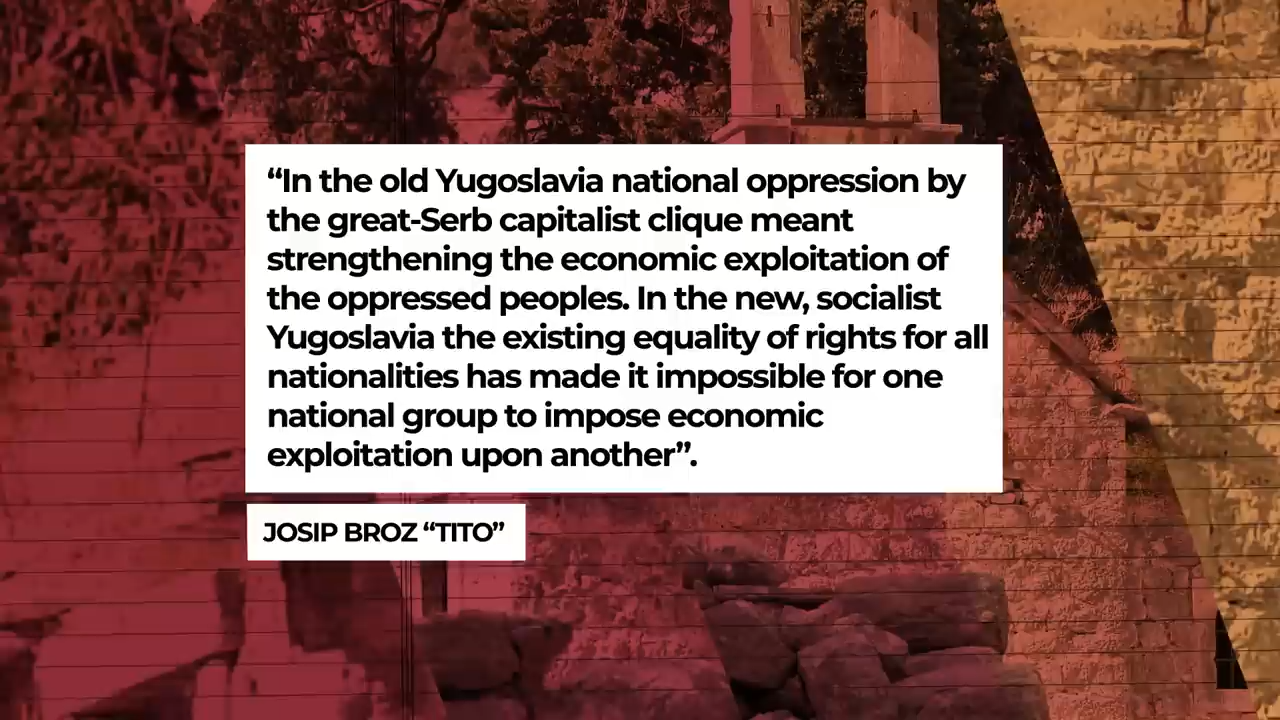 “In the old Yugoslavia national oppression by
the great-Serb capitalist clique meant
strengthening the economic exploitation of
the oppressed peoples. In the new, socialist
Yugoslavia the existing equality of rights for all
nationalities has made it impossible for one
national group to impose economic
exploitation upon another”.
JOSIP BROZ “TITO”